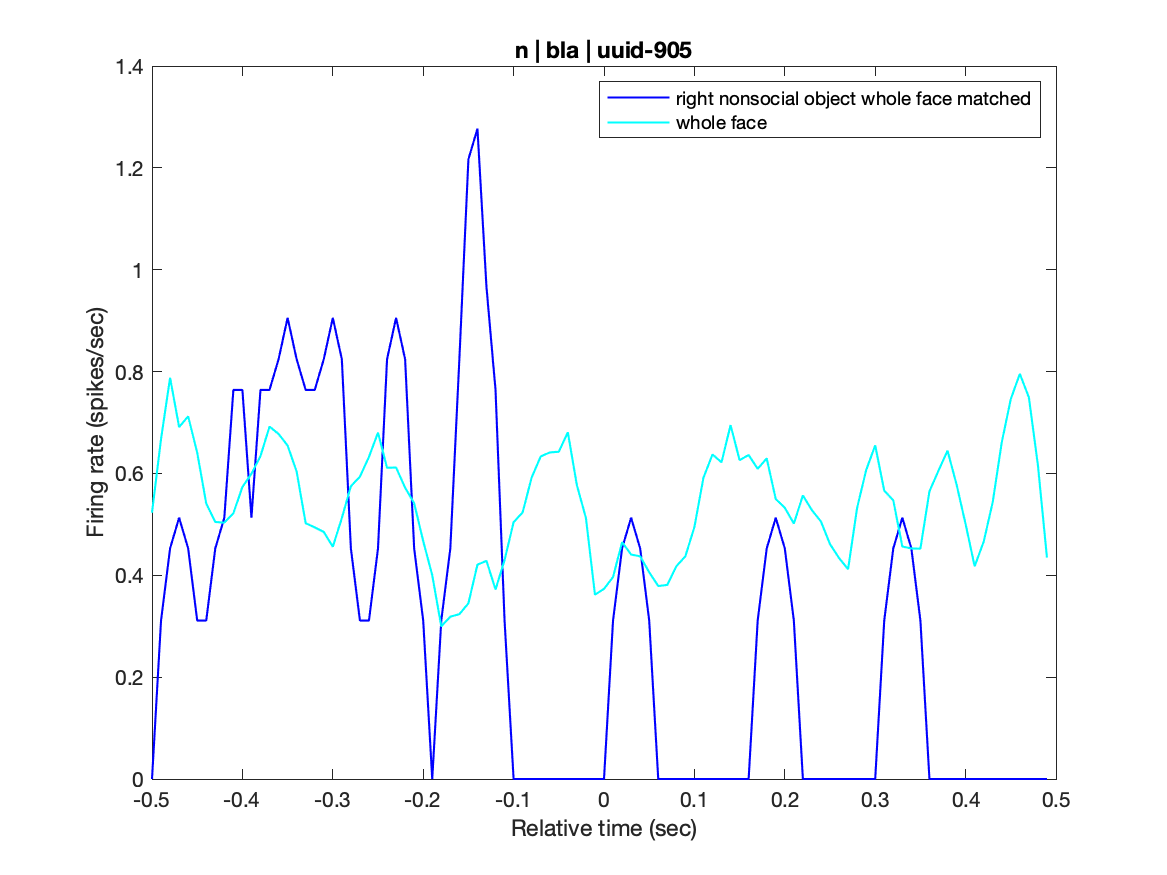 n | bla | uuid-905
right nonsocial object whole face matched
whole face
Firing rate (spikes/sec)
1.4
1.2
1
0.8
0.6
0.4
0.2
0
-0.5 -0.4 -0.3 -0.2 -0.1 0 0.1 0.2 0.3 0.4 0.5
Relative time (sec)